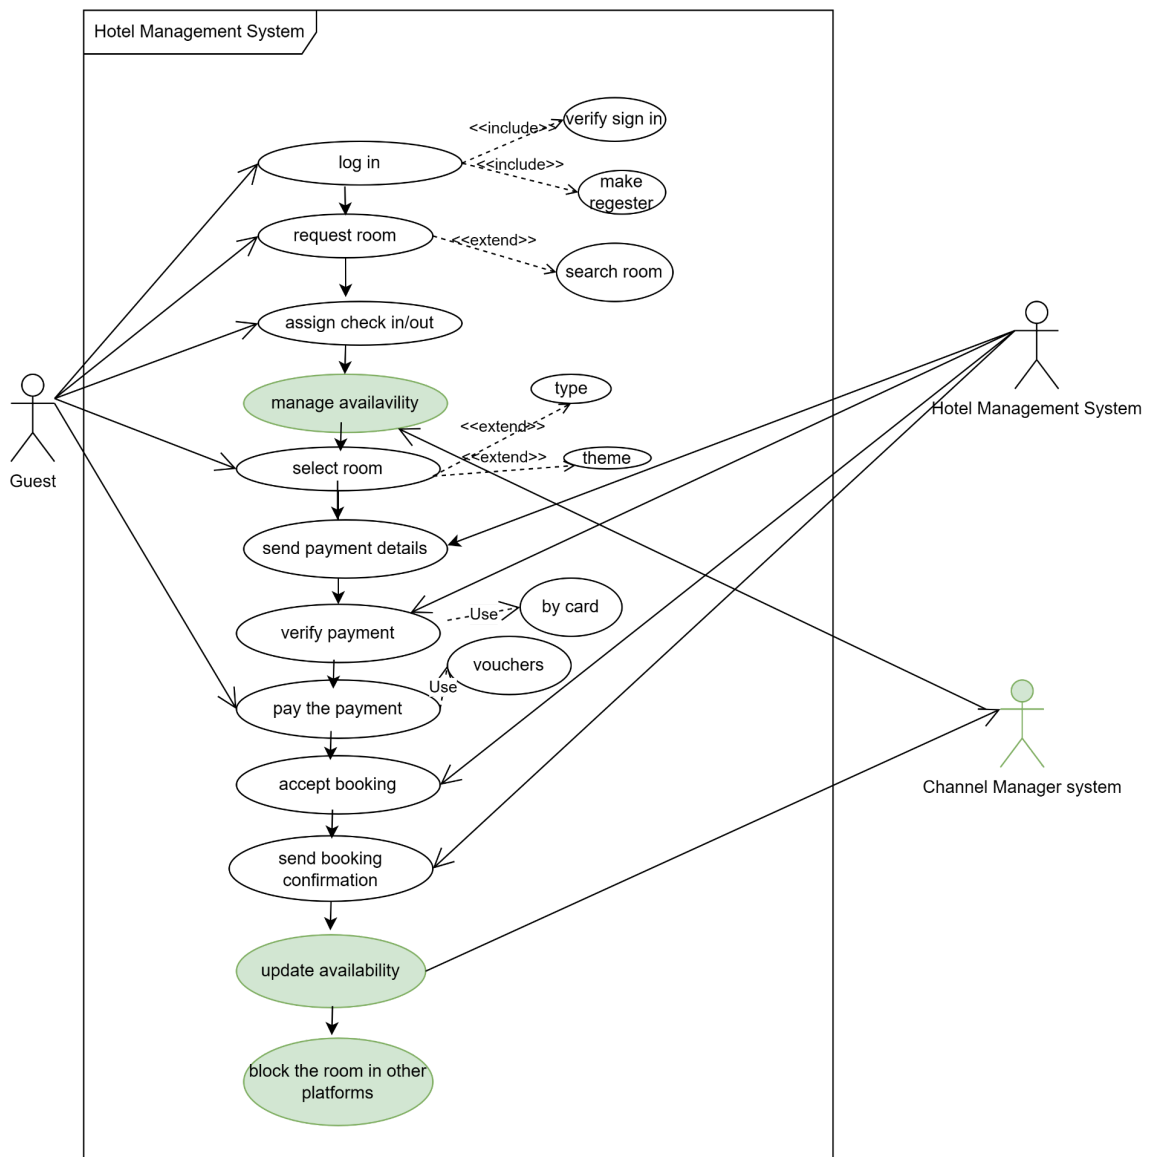 Hotel Management System
<<include>>
verify sign in
log in
<<include>>
make
regester
request room
<<extend>>
search room
assign check in/out
type
manage availavility
Hotel Management System
<<extend>>
<<extend>>
theme
select room
Guest
send payment details
by card
Use
verify payment
vouchers
Use
pay the payment
accept booking
Channel Manager system
send booking
confirmation
update availability
block the room in other
platforms